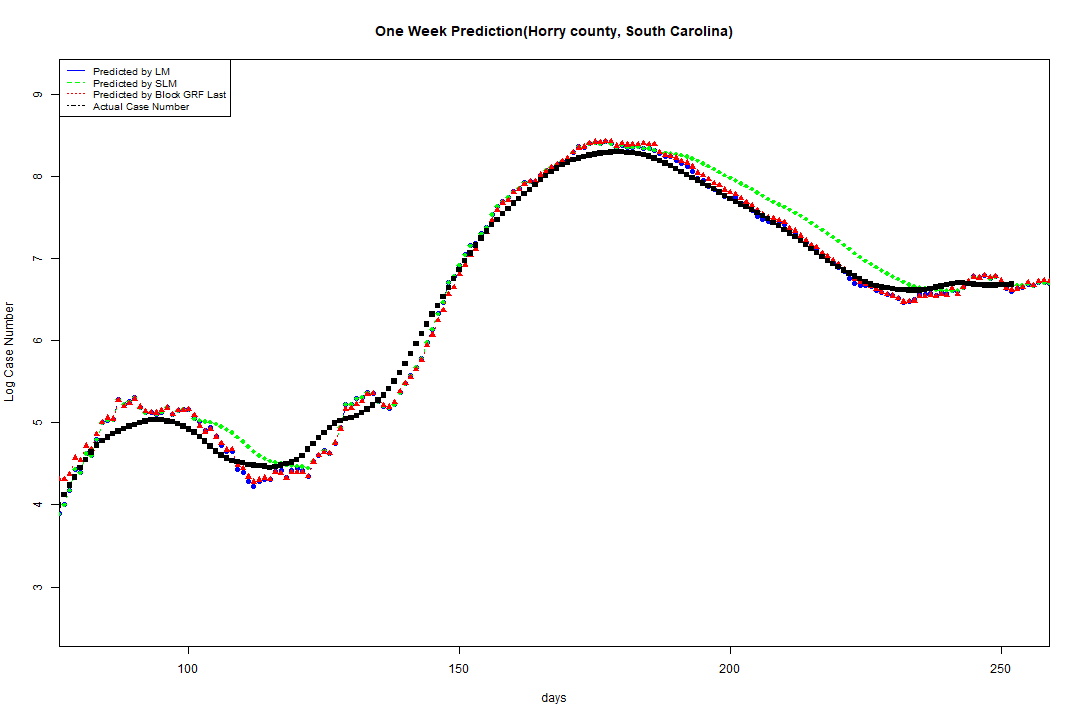 One Week Prediction(Horry county, South Carolina)
Predicted by LM
Predicted by SLM
Predicted by Block GRF Last
Actual Case Number
9
8
7
6
5
4
3
Log Case Number
100 150 200 250
days